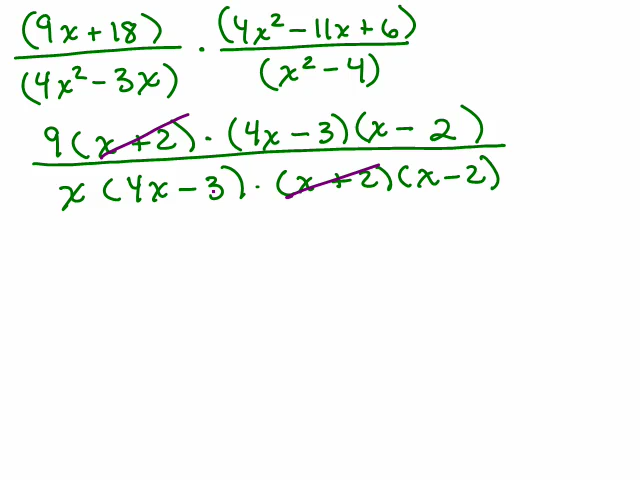 (9x + 18) / (4x² − 3x) · (4x² − 11x + 6) / (x² − 4)
9(x + 2) · (4x − 3)(x − 2) / x(4x − 3) · (x + 2)(x − 2)